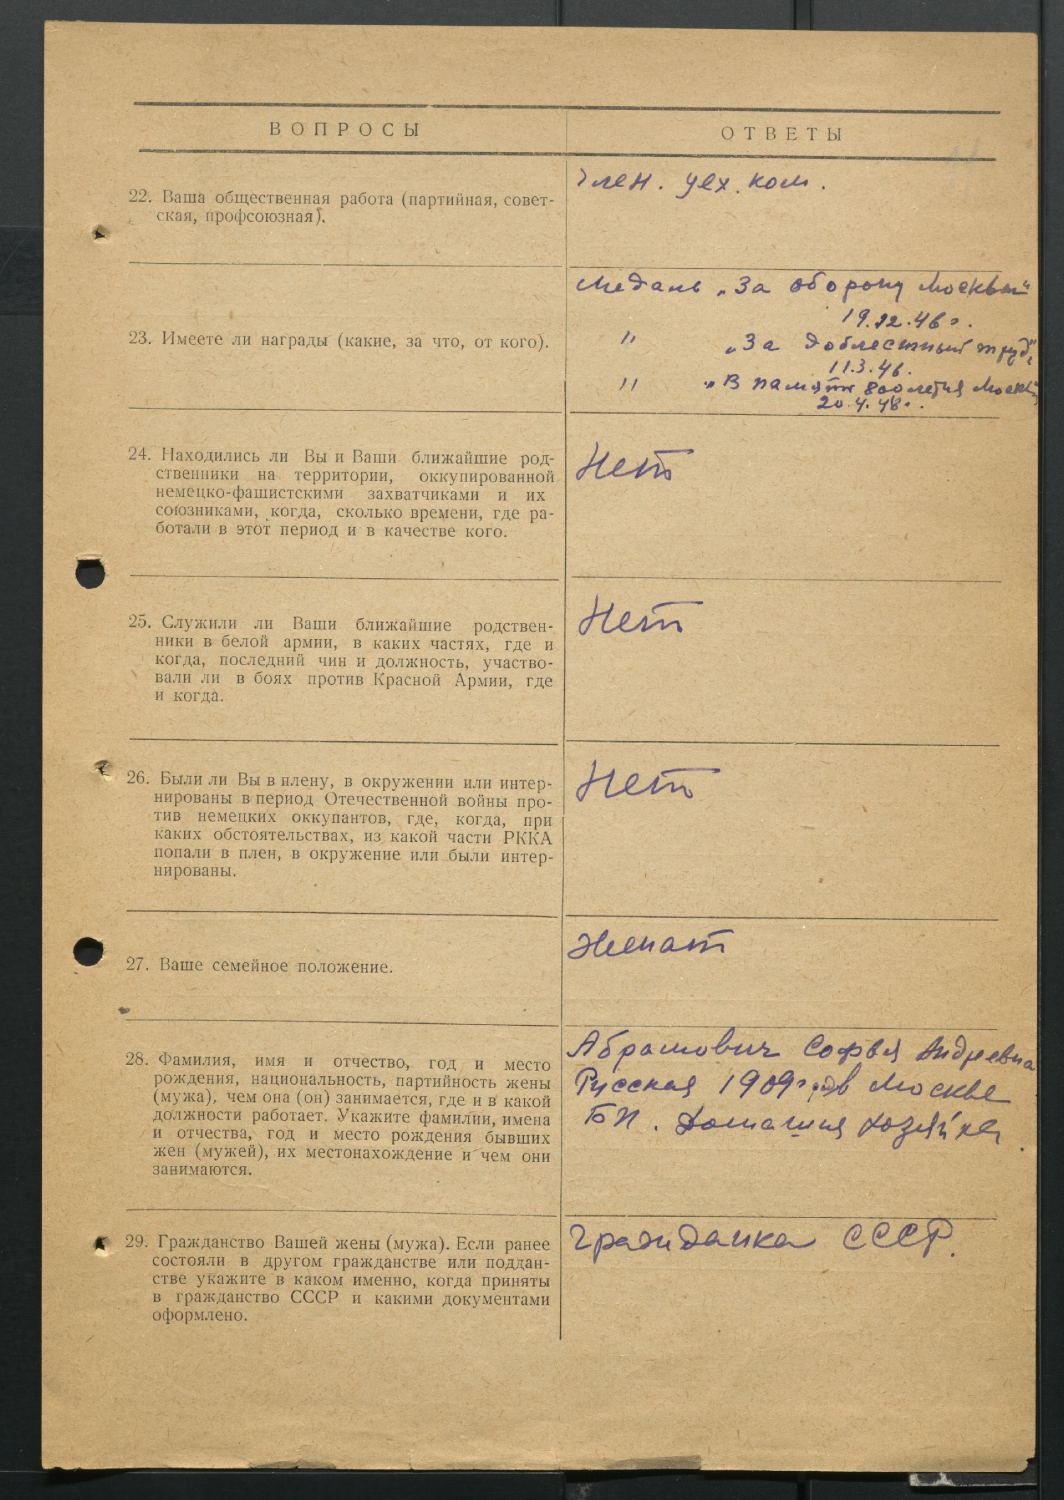 ВОПРОСЫ
ОТВЕТЫ
22. Ваша общественная работа (партийная, совет-
ская, профсоюзная).
Член. цех. ком.
23. Имеете ли награды (какие, за что, от кого).
Медаль „За оборону Москвы“
19.12.46г.
" „За доблестный труд“
11.3.46.
" „В память 800летия Москвы
20.4.48г.
24. Находились ли Вы и Ваши ближайшие род-
ственники на территории, оккупированной
немецко-фашистскими захватчиками и их
союзниками, когда, сколько времени, где ра-
ботали в этот период и в качестве кого.
Нет
25. Служили ли Ваши ближайшие родствен-
ники в белой армии, в каких частях, где и
когда, последний чин и должность, участво-
вали ли в боях против Красной Армии, где
и когда.
Нет
26. Были ли Вы в плену, в окружении или интер-
нированы в период Отечественной войны про-
тив немецких оккупантов, где, когда, при
каких обстоятельствах, из какой части РККА
попали в плен, в окружение или были интер-
нированы.
Нет
27. Ваше семейное положение.
Женат
28. Фамилия, имя и отчество, год и место
рождения, национальность, партийность жены
(мужа), чем она (он) занимается, где и в какой
должности работает. Укажите фамилии, имена
и отчества, год и место рождения бывших
жен (мужей), их местонахождение и чем они
занимаются.
Абрамович Софья Андреевна
Русская 1909г. в Москве
БП. Домашняя хозяйка.
29. Гражданство Вашей жены (мужа). Если ранее
состояли в другом гражданстве или поддан-
стве укажите в каком именно, когда приняты
в гражданство СССР и какими документами
оформлено.
Гражданка СССР.